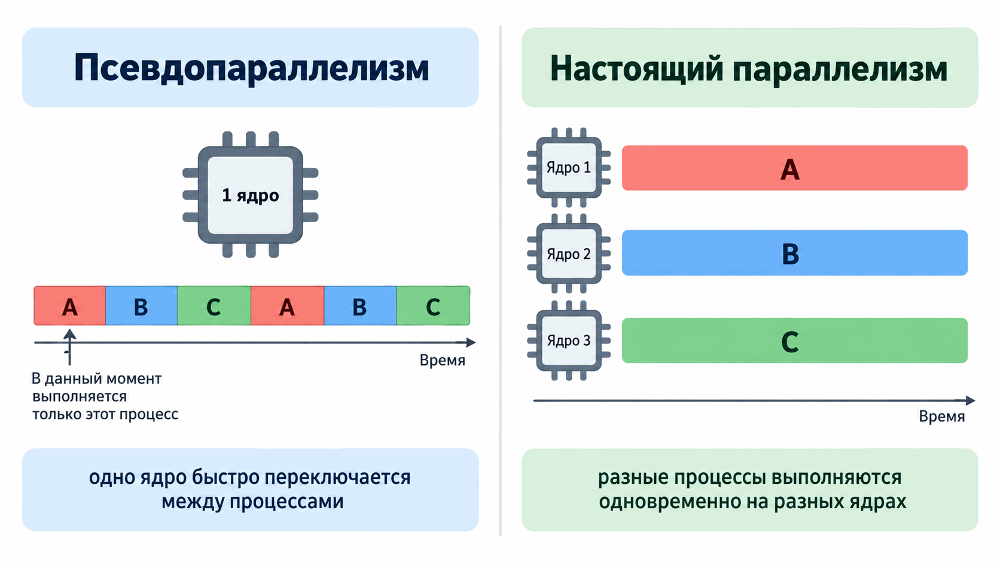 Псевдопараллелизм
1 ядро
A B C A B C
Время
В данный момент
выполняется
только этот процесс
одно ядро быстро переключается
между процессами
Настоящий параллелизм
Ядро 1
A
Ядро 2
B
Ядро 3
C
Время
разные процессы выполняются
одновременно на разных ядрах